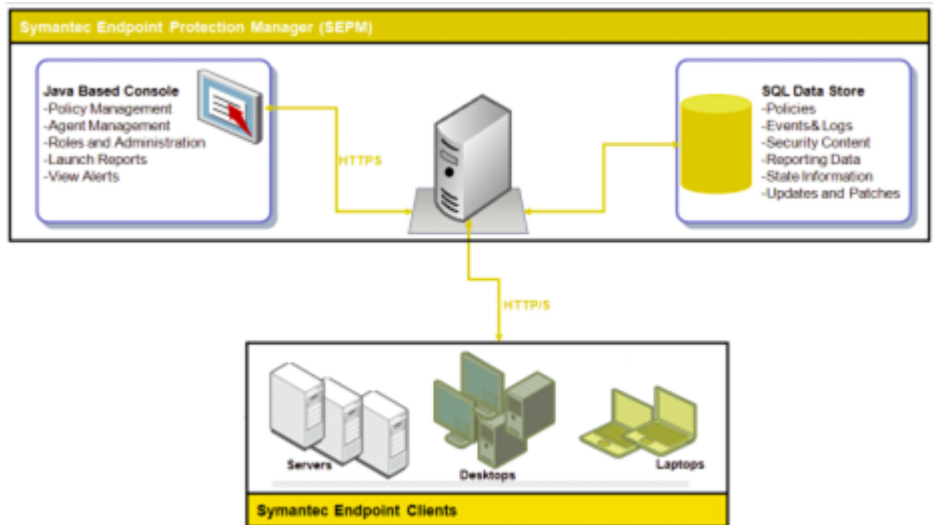 Symantec Endpoint Protection Manager (SEPM)
Java Based Console
-Policy Management
-Agent Management
-Roles and Administration
-Launch Reports
-View Alerts
HTTPS
SQL Data Store
-Policies
-Events& Logs
-Security Content
-Reporting Data
-State Information
-Updates and Patches
HTTP/S
Servers
Desktops
Laptops
Symantec Endpoint Clients